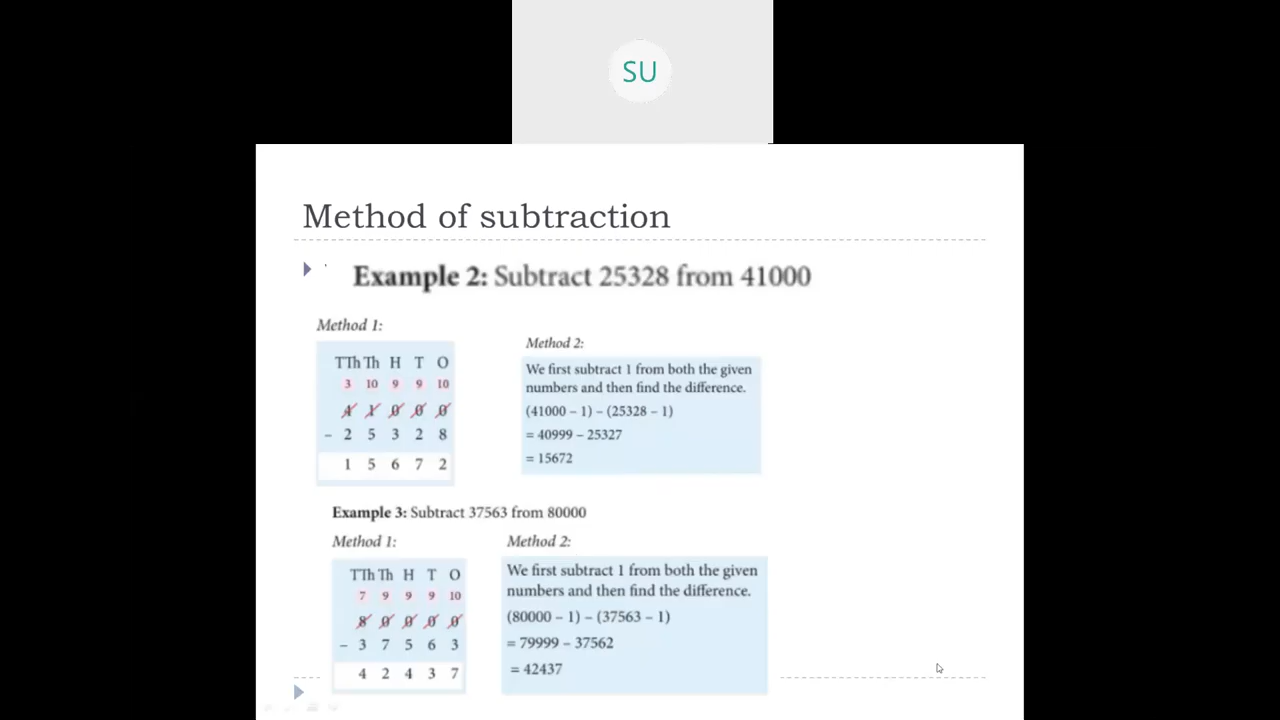 SU
Method of subtraction
Example 2: Subtract 25328 from 41000
Method 1:
TTh Th H T O
3 10 9 9 10
4 1 0 0 0
– 2 5 3 2 8
1 5 6 7 2
Method 2:
We first subtract 1 from both the given
numbers and then find the difference.
(41000 – 1) – (25328 – 1)
= 40999 – 25327
= 15672
Example 3: Subtract 37563 from 80000
Method 1:
TTh Th H T O
7 9 9 9 10
8 0 0 0 0
– 3 7 5 6 3
4 2 4 3 7
Method 2:
We first subtract 1 from both the given
numbers and then find the difference.
(80000 – 1) – (37563 – 1)
= 79999 – 37562
= 42437